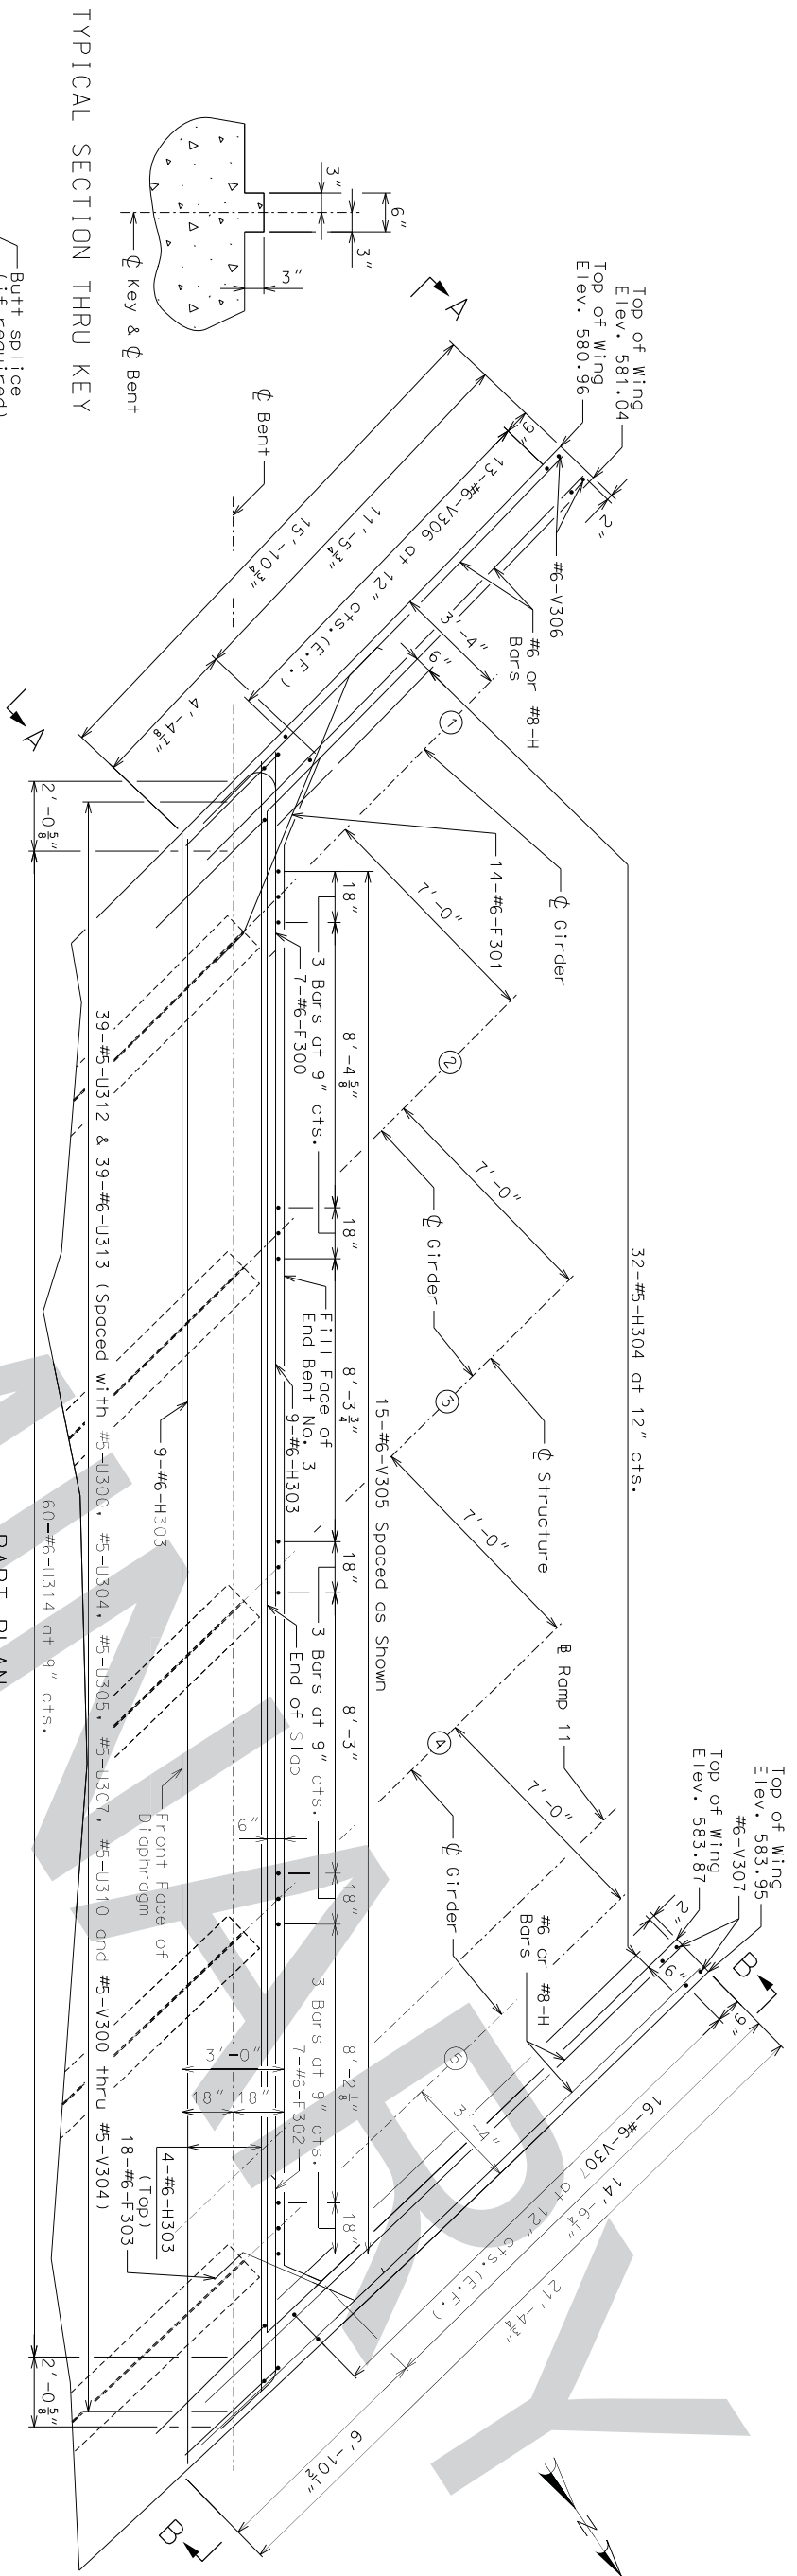 TYPICAL SECTION THRU KEY
3"
6"
3"
3"
℄ Key & ℄ Bent
Butt splice
(if required)
A
A
℄ Bent
Top of Wing
Elev. 581.04
Top of Wing
Elev. 580.96
9"
2"
#6-V306
#6 or #8-H
Bars
13-#6-V306 at 12" cts.(E.F.)
11'-5¾"
15'-10¾"
4'-4⅞"
3'-4"
6"
1
℄ Girder
14-#6-F301
7'-0"
2
7'-0"
℄ Girder
3
℄ Structure
7'-0"
32-#5-H304 at 12" cts.
4
7'-0"
℄ Girder
5
3'-4"
B Ramp 11
Top of Wing
Elev. 583.95
#6-V307
Top of Wing
Elev. 583.87
2"
6"
9"
B
#6 or #8-H
Bars
16-#6-V307 at 12" cts.(E.F.)
14'-6¼"
21'-4¾"
6'-10½"
15-#6-V305 Spaced as Shown
18"
8'-4⅝"
18"
8'-3¾"
18"
8'-3"
18"
8'-2⅛"
18"
3 Bars at 9" cts.
7-#6-F300
Fill Face of
End Bent No. 3
9-#6-H303
3 Bars at 9" cts.
End of Slab
3 Bars at 9" cts.
7-#6-F302
9-#6-H303
Front Face of
Diaphragm
6"
3'-0"
18"
18"
4-#6-H303
(Top)
18-#6-F303
2'-0⅝"
39-#5-U312 & 39-#6-U313 (Spaced with #5-U300, #5-U304, #5-U305, #5-U307, #5-U310 and #5-V300 thru #5-V304)
60-#6-U314 at 9" cts.
2'-0⅝"
PART PLAN
B
N